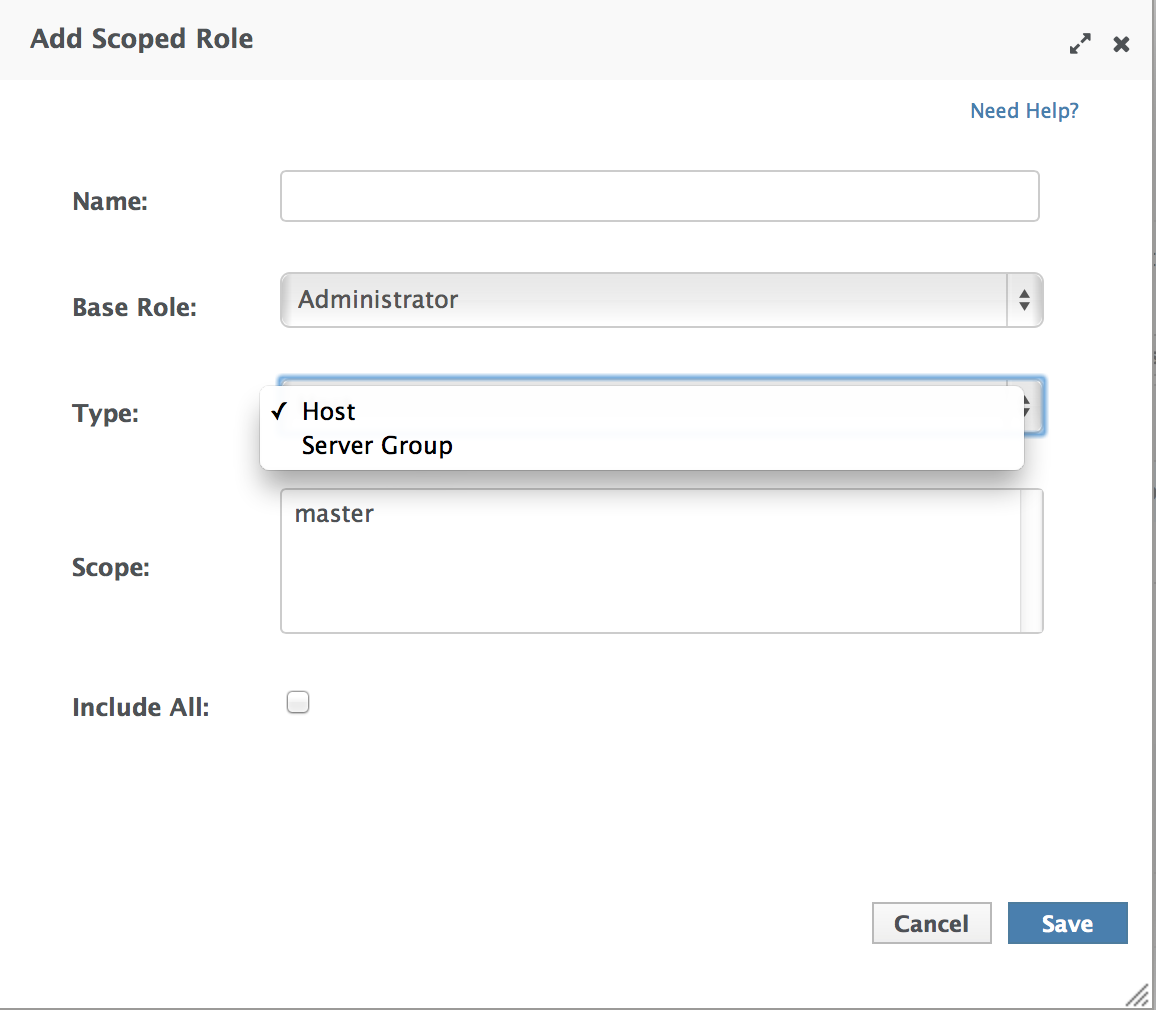 Add Scoped Role
Need Help?
Name:
Base Role:
Administrator
Type:
✓ Host
Server Group
Scope:
master
Include All:
Cancel
Save